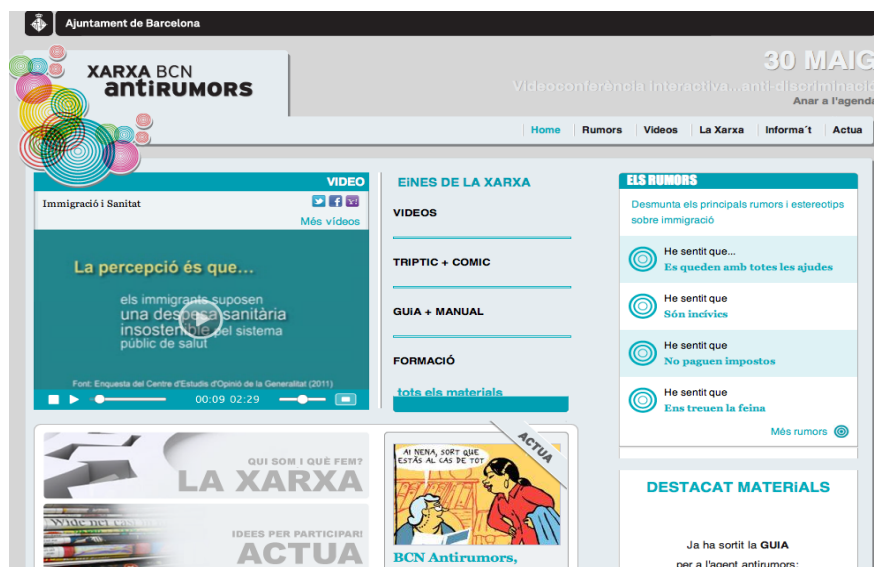 Ajuntament de Barcelona
XARXA BCN
antiRUMORS
30 MAIG
Videoconferència interactiva...anti-discriminació
Anar a l'agenda
Home
Rumors
Videos
La Xarxa
Informa´t
Actua
VIDEO
Immigració i Sanitat
Més vídeos
La percepció és que...
els immigrants suposen
una despesa sanitària
insostenible pel sistema
públic de salut
Font: Enquesta del Centre d'Estudis d'Opinió de la Generalitat (2011)
00:09 02:29
EiNES DE LA XARXA
VIDEOS
TRIPTIC + COMIC
GUiA + MANUAL
FORMACIÓ
tots els materials
ELS RUMORS
Desmunta els principals rumors i estereotips
sobre immigració
He sentit que...
Es queden amb totes les ajudes
He sentit que
Són incívics
He sentit que
No paguen impostos
He sentit que
Ens treuen la feina
Més rumors
QUI SOM I QUÈ FEM?
LA XARXA
Wide net cast
IDEES PER PARTICIPAR!
ACTUA
ACTUA
AI NENA, SORT QUE
ESTÀS AL CAS DE TOT
BCN Antirumors,
DESTACAT MATERiALS
Ja ha sortit la GUIA
per a l'agent antirumors: